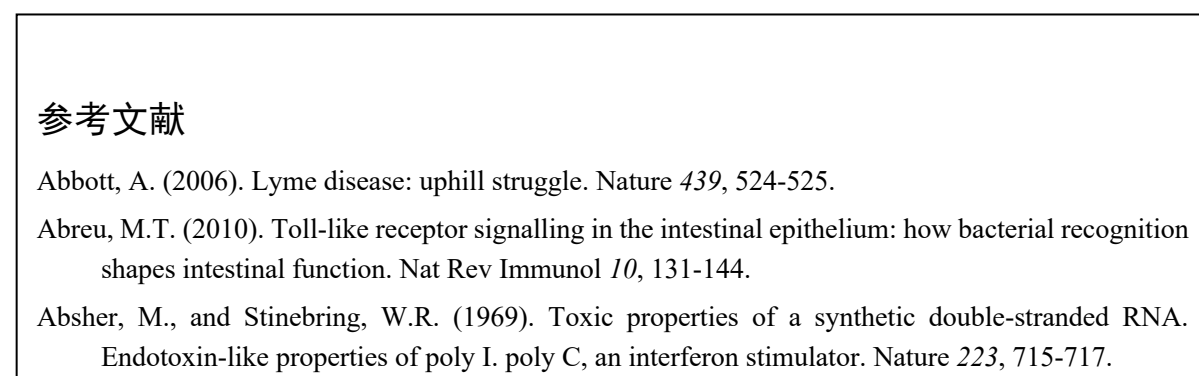 参考文献
Abbott, A. (2006). Lyme disease: uphill struggle. Nature 439, 524-525.
Abreu, M.T. (2010). Toll-like receptor signalling in the intestinal epithelium: how bacterial recognition
shapes intestinal function. Nat Rev Immunol 10, 131-144.
Absher, M., and Stinebring, W.R. (1969). Toxic properties of a synthetic double-stranded RNA.
Endotoxin-like properties of poly I. poly C, an interferon stimulator. Nature 223, 715-717.